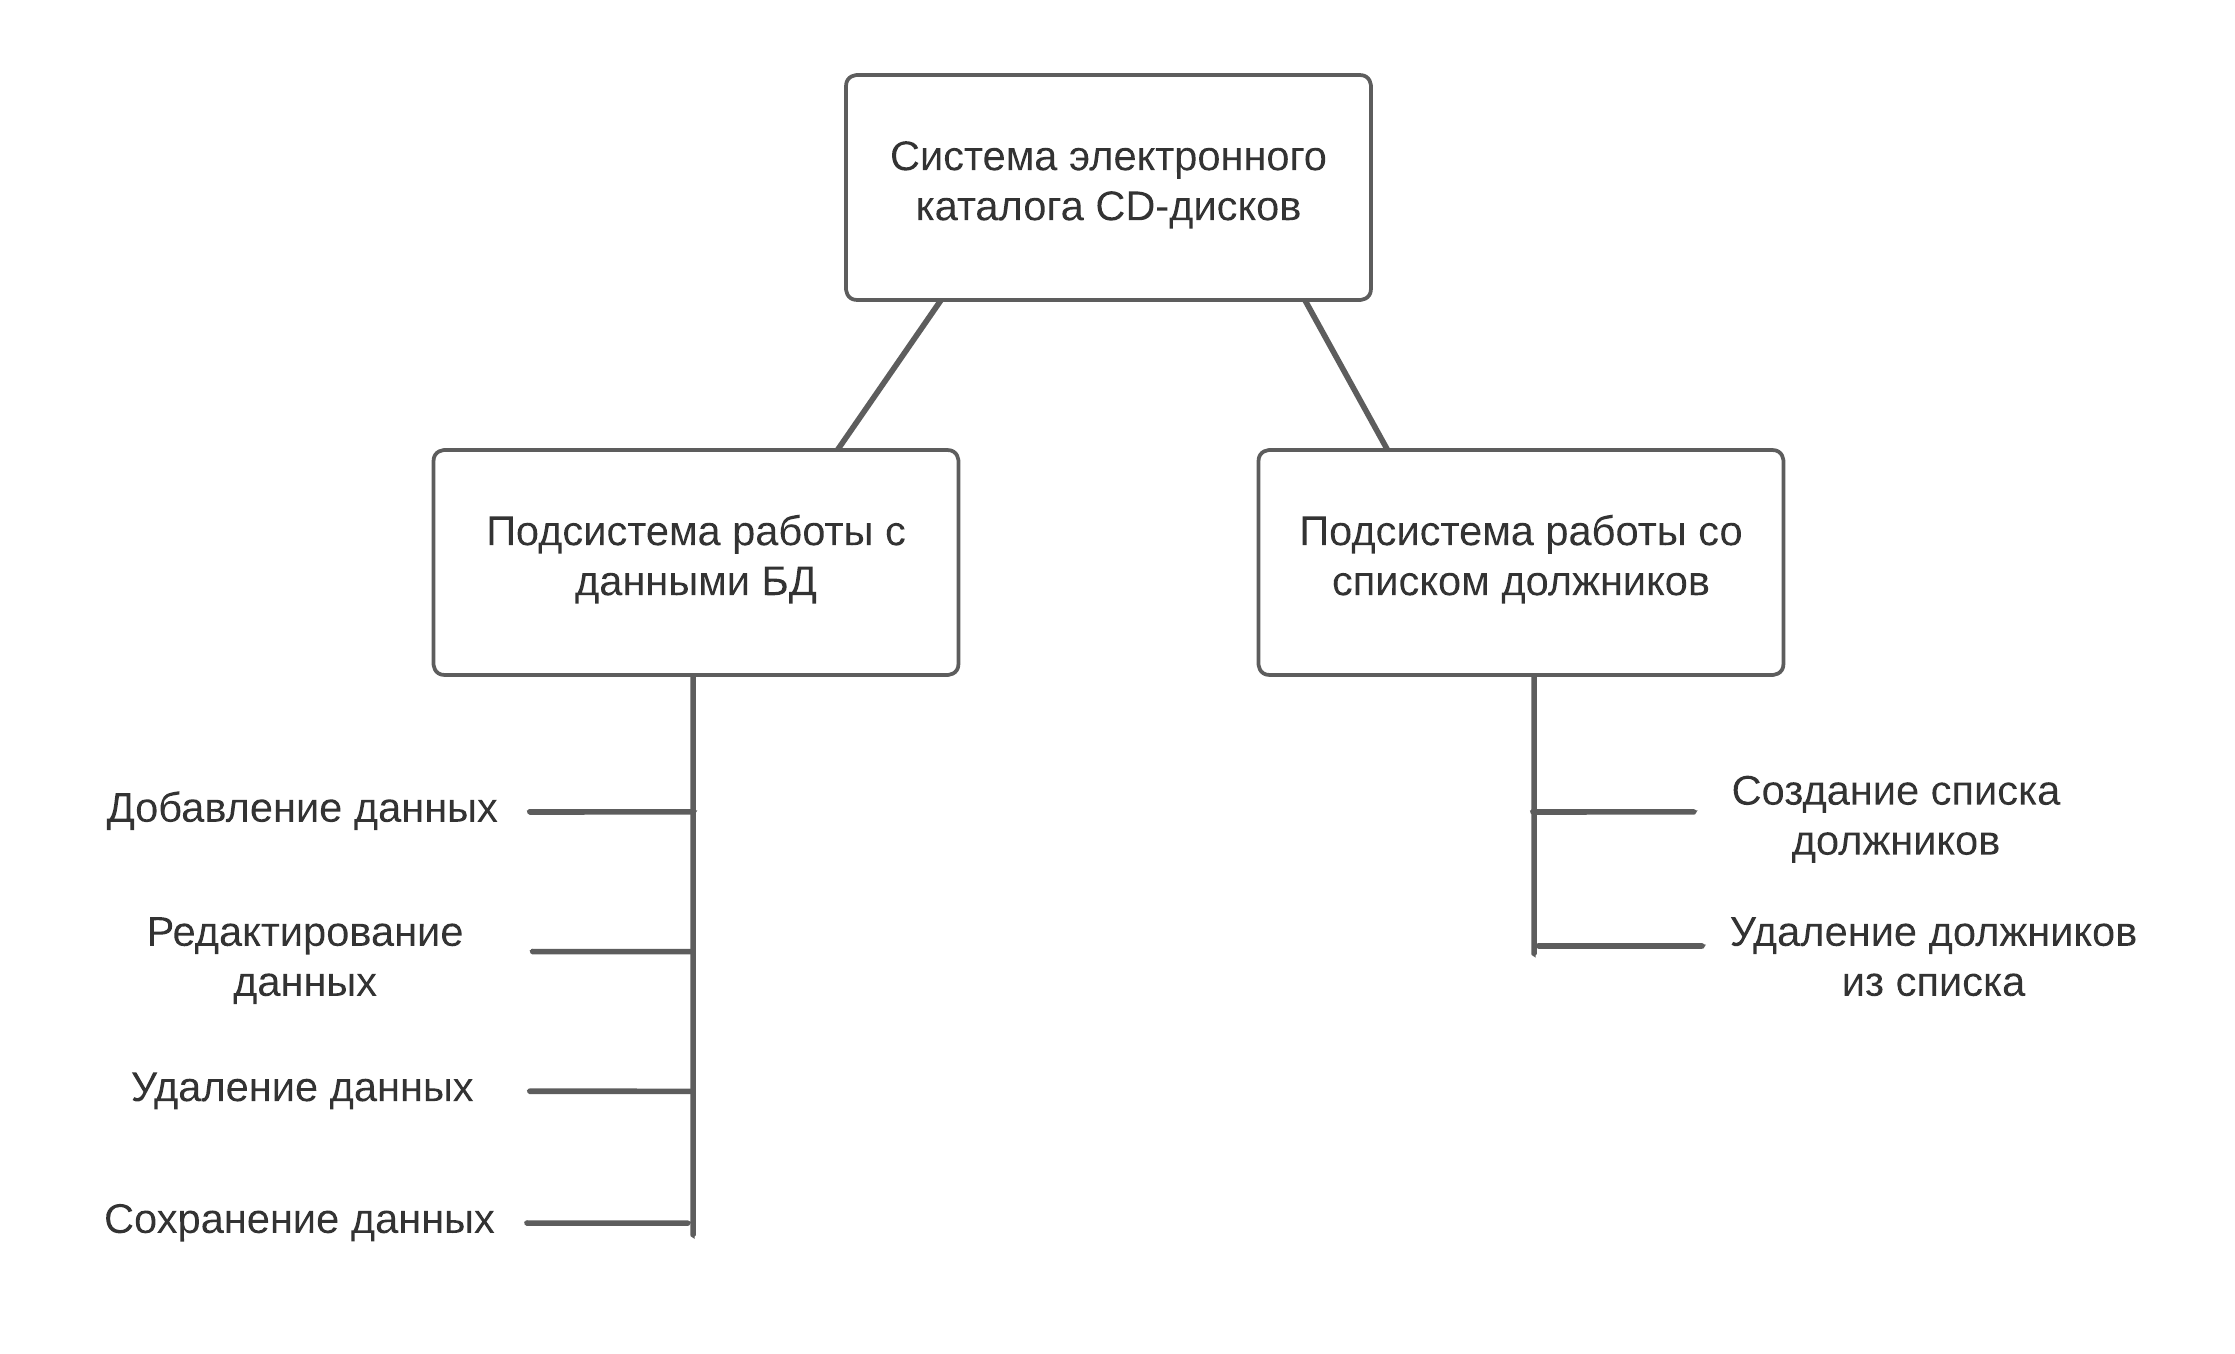 Система электронного
каталога CD-дисков
Подсистема работы с
данными БД
Подсистема работы со
списком должников
Добавление данных
Редактирование
данных
Удаление данных
Сохранение данных
Создание списка
должников
Удаление должников
из списка